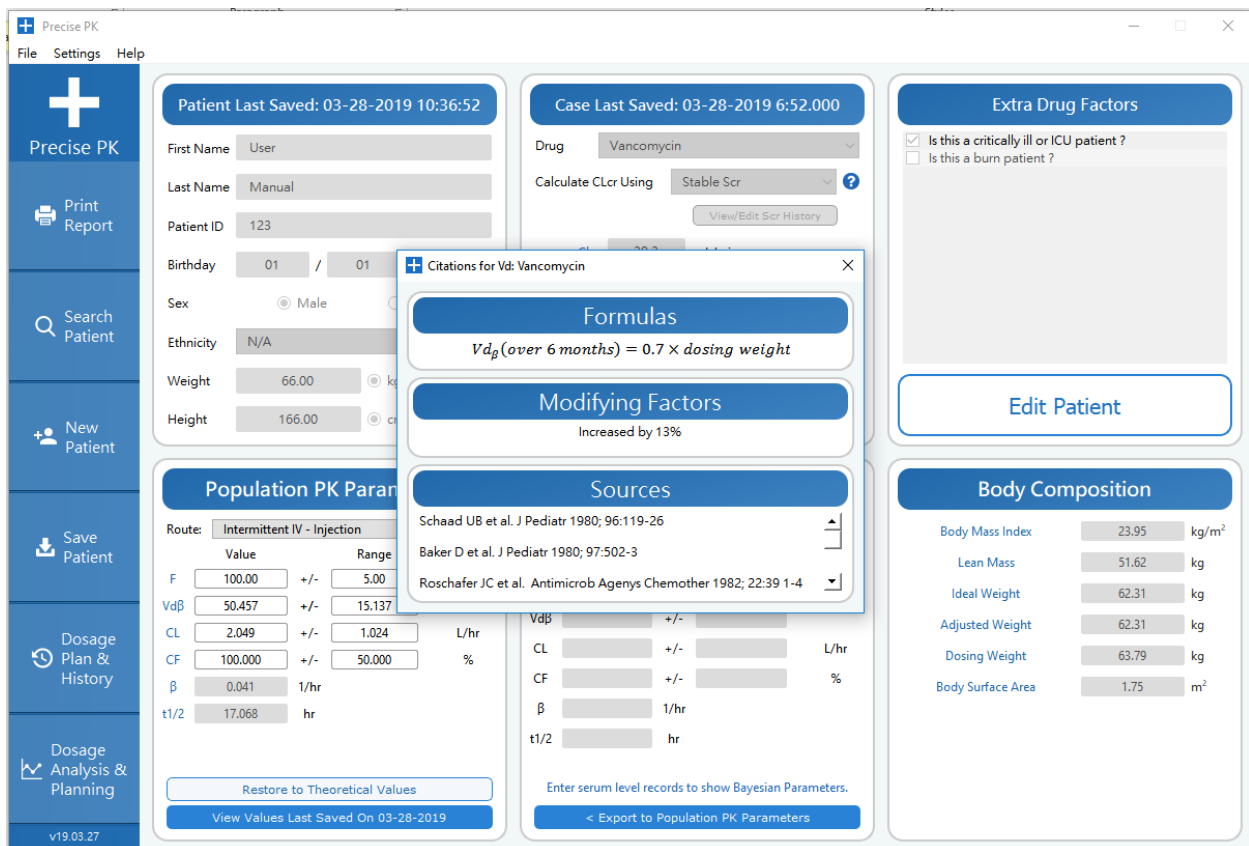 Precise PK
File Settings Help
Precise PK
Print Report
Search Patient
New Patient
Save Patient
Dosage Plan & History
Dosage Analysis & Planning
v19.03.27
Patient Last Saved: 03-28-2019 10:36:52
First Name User
Last Name Manual
Patient ID 123
Birthday 01 / 01
Sex Male
Ethnicity N/A
Weight 66.00
Height 166.00
Case Last Saved: 03-28-2019 6:52.000
Drug Vancomycin
Calculate CLcr Using Stable Scr ?
View/Edit Scr History
Extra Drug Factors
Is this a critically ill or ICU patient ?
Is this a burn patient ?
Edit Patient
Citations for Vd: Vancomycin
Formulas
Vdβ(over 6 months) = 0.7 × dosing weight
Modifying Factors
Increased by 13%
Sources
Schaad UB et al. J Pediatr 1980; 96:119-26
Baker D et al. J Pediatr 1980; 97:502-3
Roschafer JC et al. Antimicrob Agenys Chemother 1982; 22:39 1-4
Population PK
Route: Intermittent IV - Injection
Value Range
F 100.00 +/- 5.00
Vdβ 50.457 +/- 15.137
CL 2.049 +/- 1.024 L/hr
CF 100.000 +/- 50.000 %
β 0.041 1/hr
t1/2 17.068 hr
Restore to Theoretical Values
View Values Last Saved On 03-28-2019
Vdβ +/-
CL +/- L/hr
CF +/- %
β 1/hr
t1/2 hr
Enter serum level records to show Bayesian Parameters.
< Export to Population PK Parameters
Body Composition
Body Mass Index 23.95 kg/m²
Lean Mass 51.62 kg
Ideal Weight 62.31 kg
Adjusted Weight 62.31 kg
Dosing Weight 63.79 kg
Body Surface Area 1.75 m²